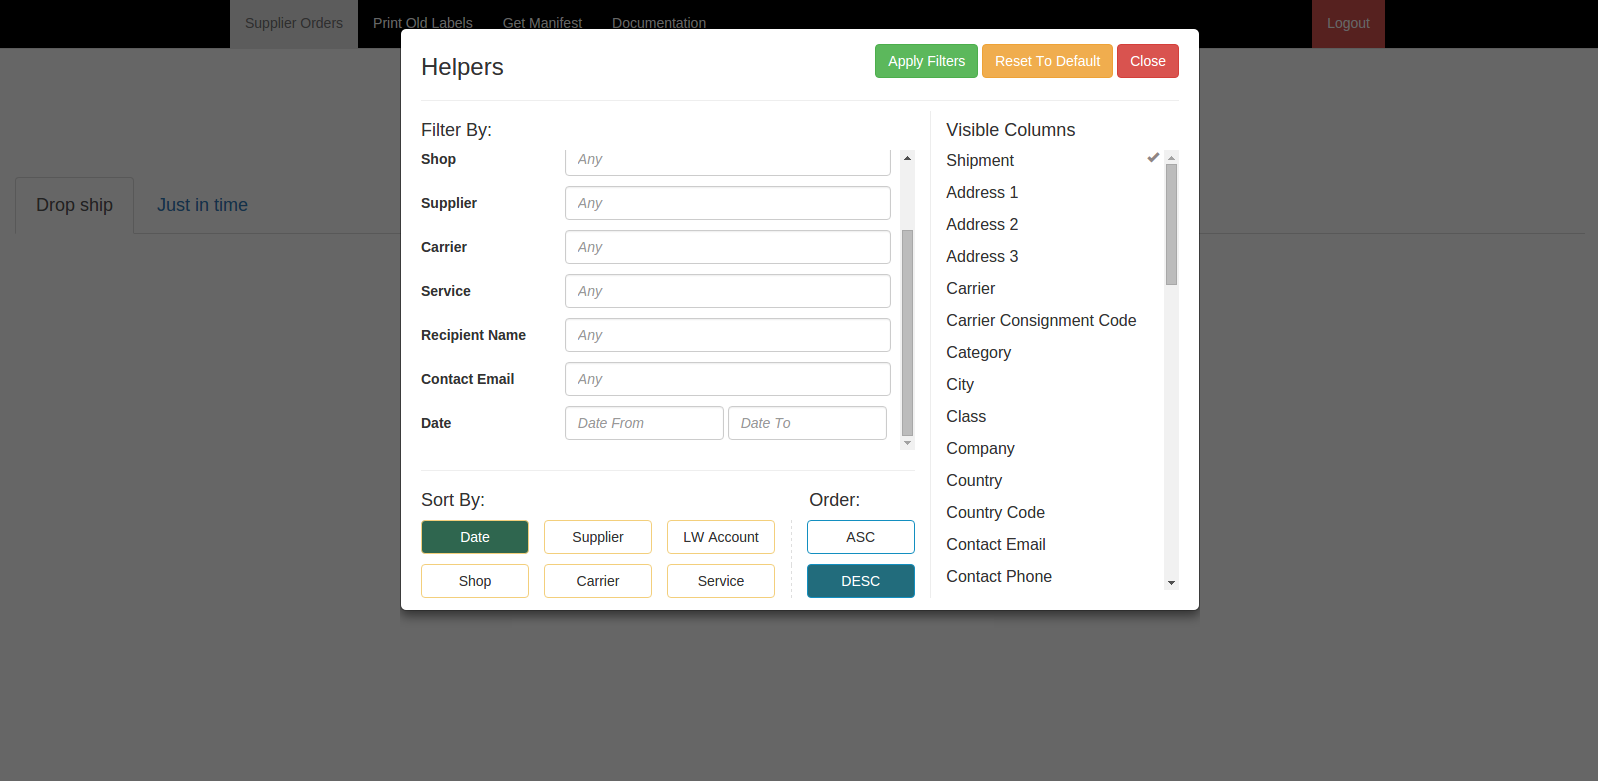 Supplier Orders Print Old Labels Get Manifest Documentation Logout
Helpers Apply Filters Reset To Default Close
Filter By:
Shop Any
Supplier Any
Carrier Any
Service Any
Recipient Name Any
Contact Email Any
Date Date From Date To
Sort By: Order:
Date Supplier LW Account ASC
Shop Carrier Service DESC
Visible Columns
Shipment
Address 1
Address 2
Address 3
Carrier
Carrier Consignment Code
Category
City
Class
Company
Country
Country Code
Contact Email
Contact Phone
Drop ship Just in time